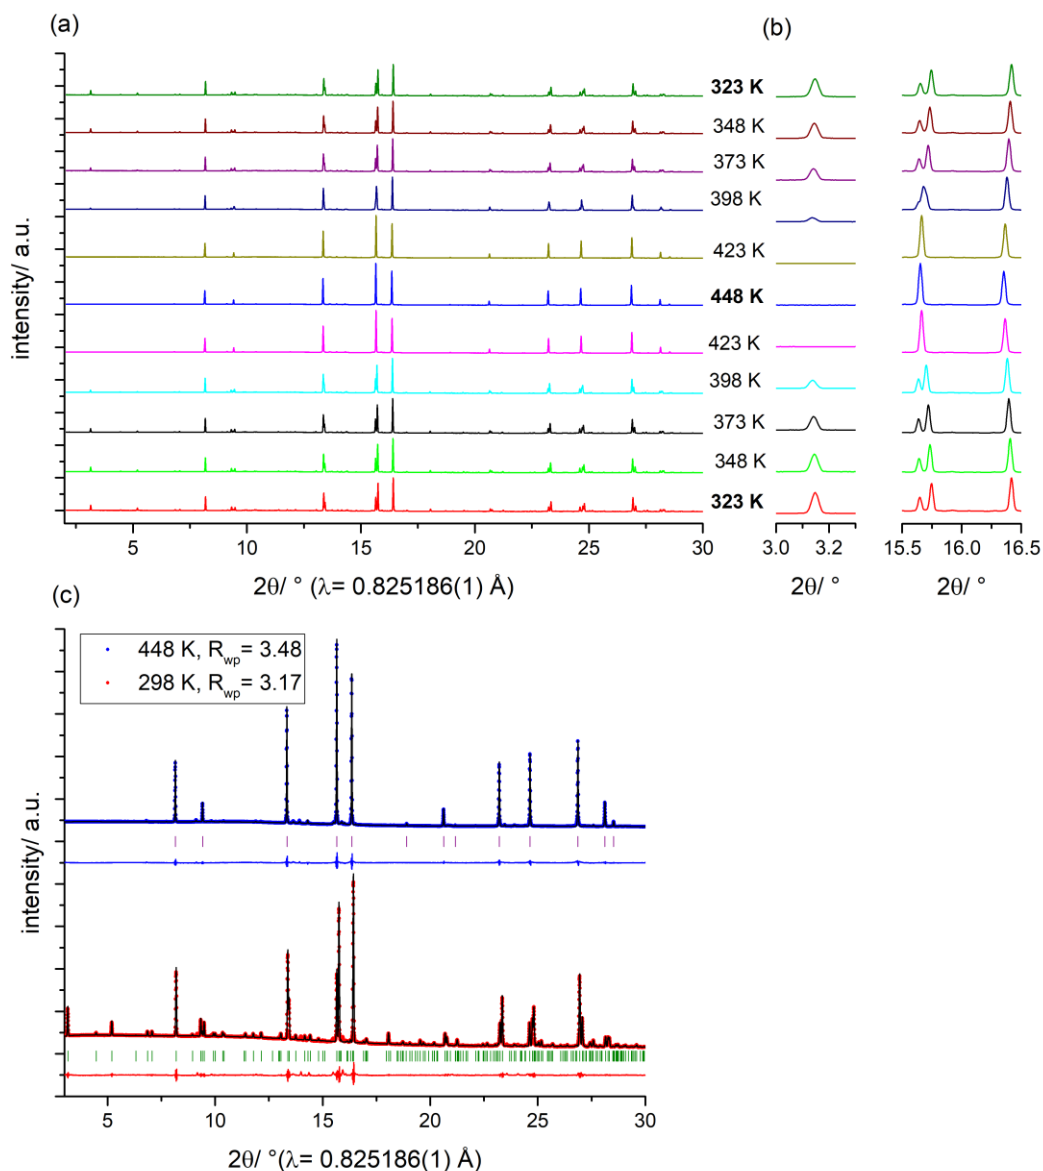 (a)
(b)
323 K
348 K
373 K
398 K
423 K
448 K
423 K
398 K
373 K
348 K
323 K
intensity/ a.u.
5 10 15 20 25 30
3.0 3.2
15.5 16.0 16.5
2θ/ ° (λ= 0.825186(1) Å)
2θ/ °
2θ/ °
(c)
448 K, Rwp= 3.48
298 K, Rwp= 3.17
intensity/ a.u.
5 10 15 20 25 30
2θ/ °(λ= 0.825186(1) Å)